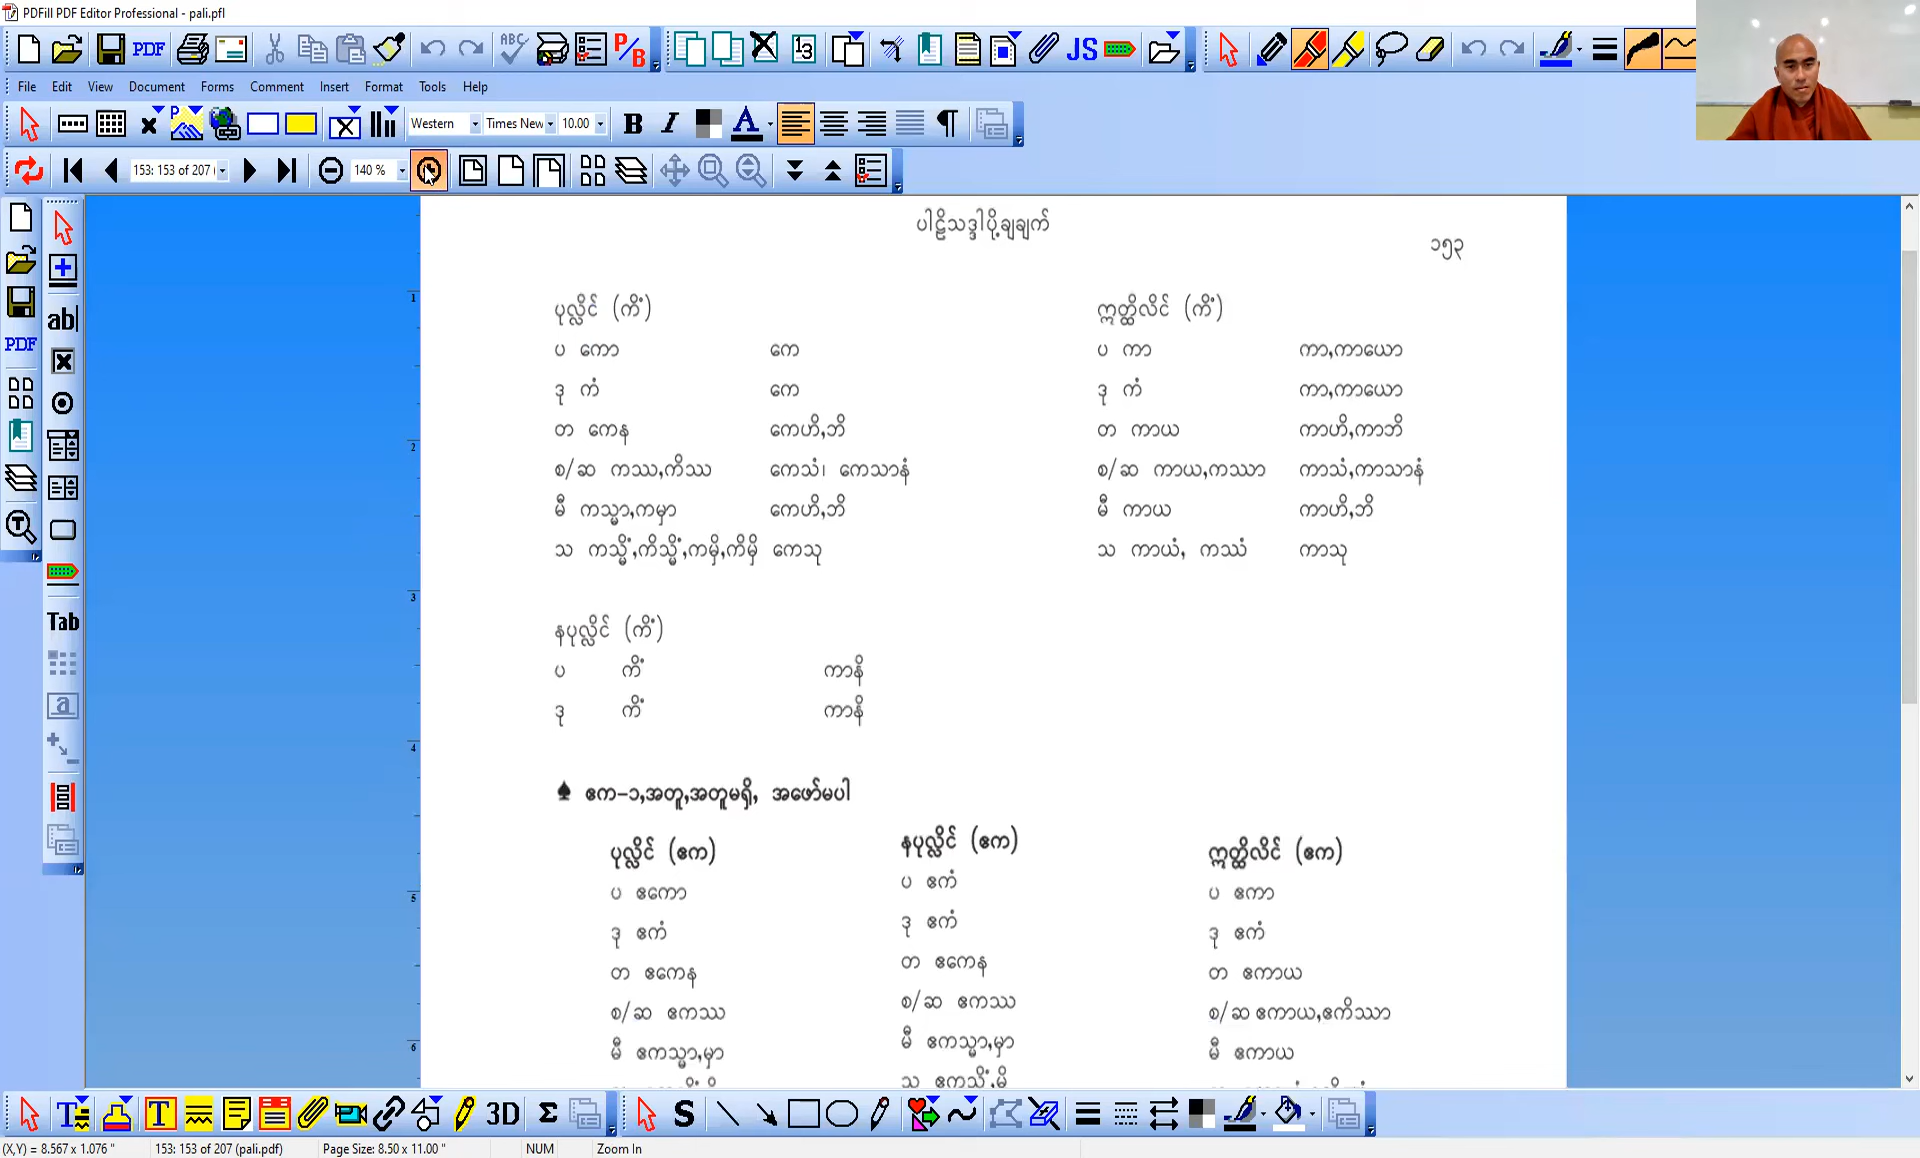 PDFill PDF Editor Professional - pali.pfl
PDF ABC 13 P/B JS
File Edit View Document Forms Comment Insert Format Tools Help
Western Times New 10.00 B I A ¶
153: 153 of 207 140 %
ပါဠိသဒ္ဒါပို့ချချက်
၁၅၃
ပုလ္လိင် (ကိံ) ဣတ္ထိလိင် (ကိံ)
ပ ကော ကေ ပ ကာ ကာ,ကာယော
ဒု ကံ ကေ ဒု ကံ ကာ,ကာယော
တ ကေန ကေဟိ,ဘိ တ ကာယ ကာဟိ,ကာဘိ
စ/ဆ ကဿ,ကိဿ ကေသံ၊ ကေသာနံ စ/ဆ ကာယ,ကဿာ ကာသံ,ကာသာနံ
မီ ကသ္မာ,ကမှာ ကေဟိ,ဘိ မီ ကာယ ကာဟိ,ဘိ
သ ကသ္မိံ,ကိသ္မိံ,ကမှိ,ကိမှိ ကေသု သ ကာယံ, ကဿံ ကာသု
နပုလ္လိင် (ကိံ)
ပ ကိံ ကာနိ
ဒု ကိံ ကာနိ
♠ ဧက-၁,အတူ,အတူမရှိ, အဖော်မပါ
ပုလ္လိင် (ဧက) နပုလ္လိင် (ဧက) ဣတ္ထိလိင် (ဧက)
ပ ဧကော ပ ဧကံ ပ ဧကာ
ဒု ဧကံ ဒု ဧကံ ဒု ဧကံ
တ ဧကေန တ ဧကေန တ ဧကာယ
စ/ဆ ဧကဿ စ/ဆ ဧကဿ စ/ဆ ဧကာယ,ဧကိဿာ
မီ ဧကသ္မာ,မှာ မီ ဧကသ္မာ,မှာ မီ ဧကာယ
PDF
ab|
Tab
a
T T 3D Σ S
(X,Y) = 8.567 x 1.076 " 153: 153 of 207 (pali.pdf) Page Size: 8.50 x 11.00 " NUM Zoom In